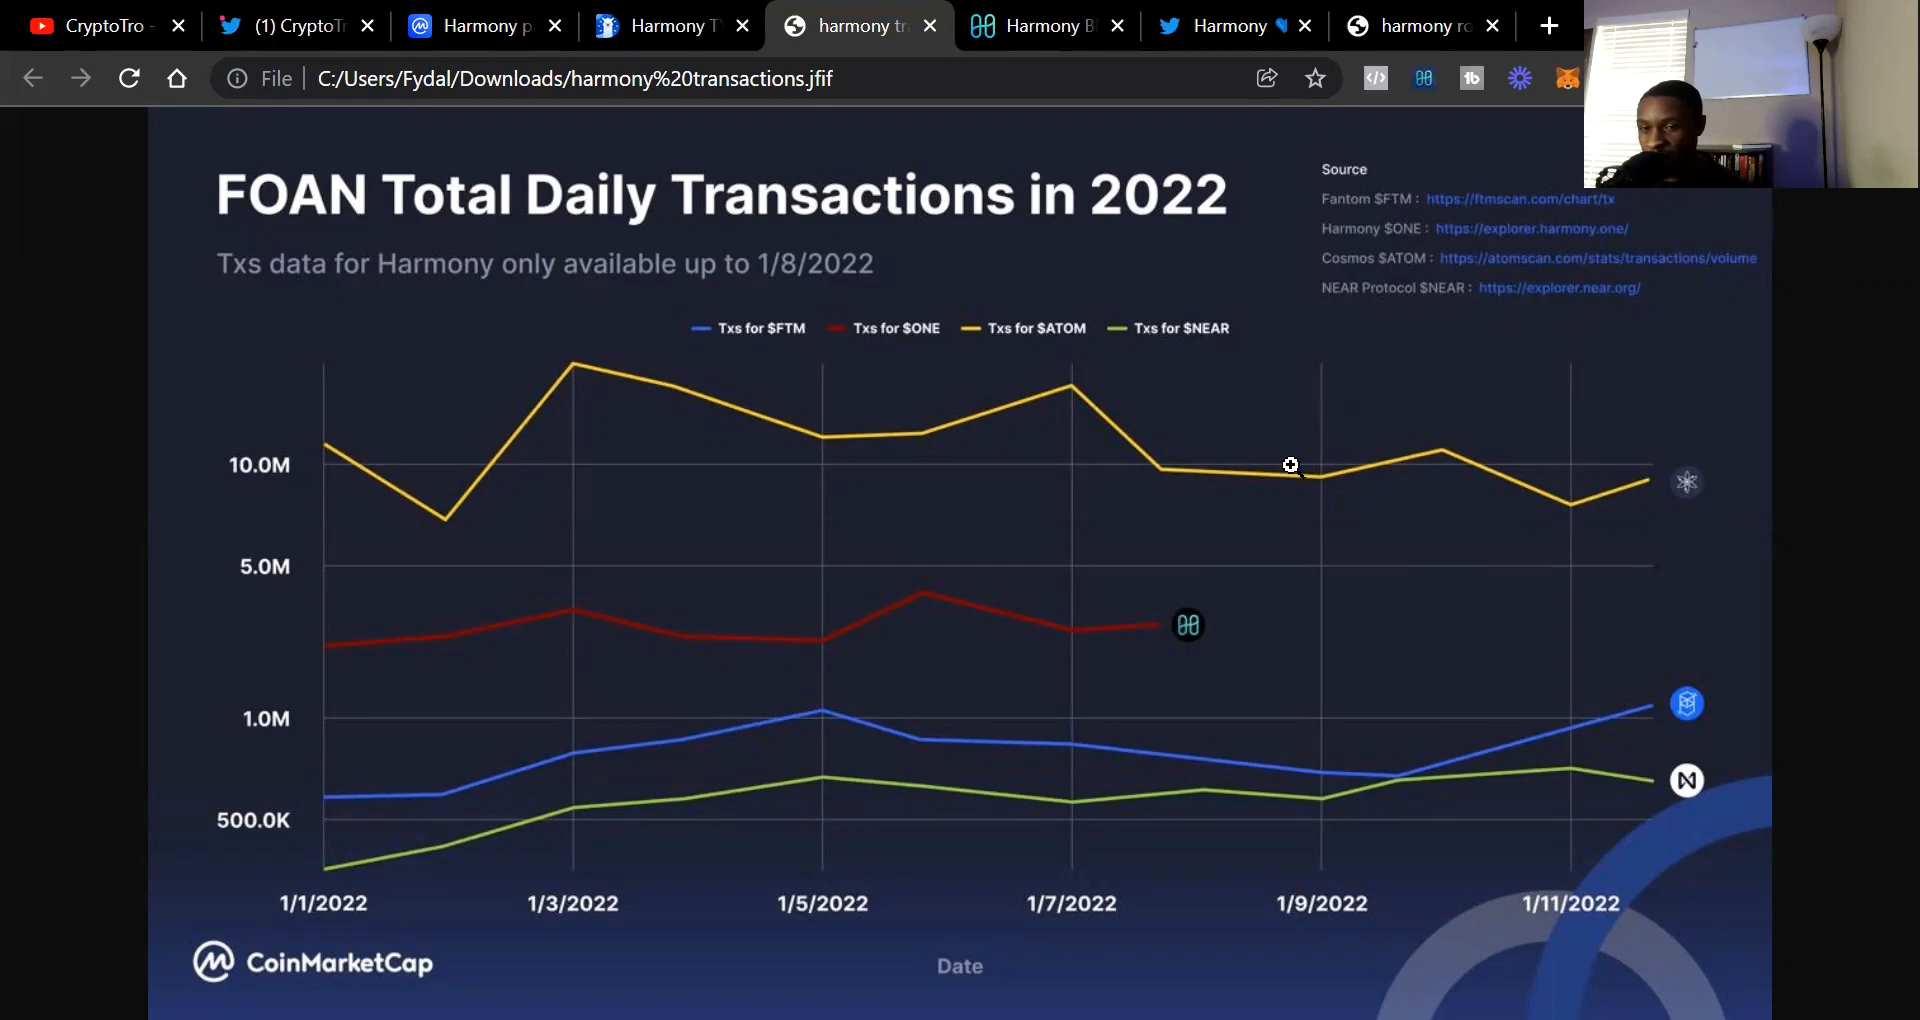 CryptoTro -
(1) CryptoTr
Harmony p
Harmony T
harmony tr
Harmony B
Harmony 💙
harmony ro
File
C:/Users/Fydal/Downloads/harmony%20transactions.jfif
FOAN Total Daily Transactions in 2022
Txs data for Harmony only available up to 1/8/2022
Source
Fantom $FTM : https://ftmscan.com/chart/tx
Harmony $ONE : https://explorer.harmony.one/
Cosmos $ATOM : https://atomscan.com/stats/transactions/volume
NEAR Protocol $NEAR : https://explorer.near.org/
Txs for $FTM Txs for $ONE Txs for $ATOM Txs for $NEAR
10.0M
5.0M
1.0M
500.0K
1/1/2022 1/3/2022 1/5/2022 1/7/2022 1/9/2022 1/11/2022
CoinMarketCap
Date